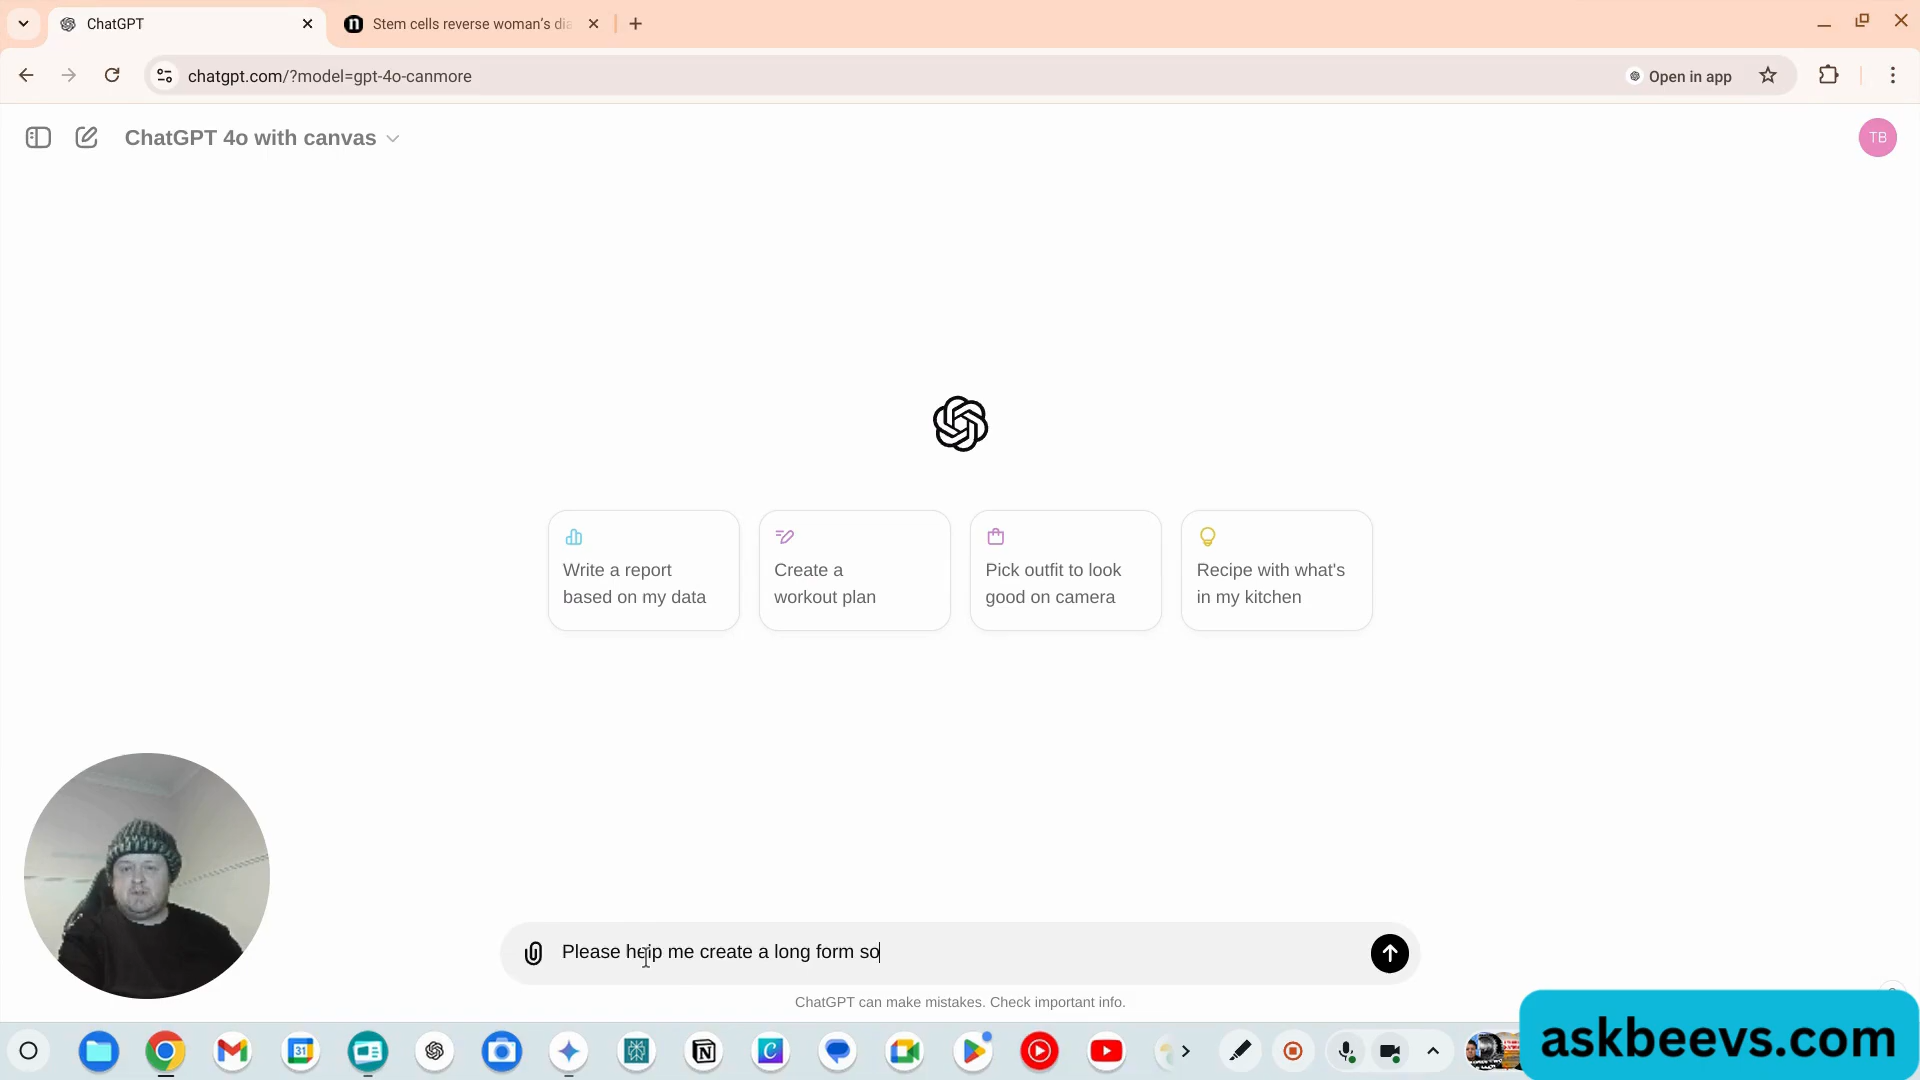 ChatGPT
Stem cells reverse woman's dia
chatgpt.com/?model=gpt-4o-canmore
Open in app
ChatGPT 4o with canvas
TB
Write a report
based on my data
Create a
workout plan
Pick outfit to look
good on camera
Recipe with what's
in my kitchen
Please help me create a long form so
ChatGPT can make mistakes. Check important info.
31
askbeevs.com